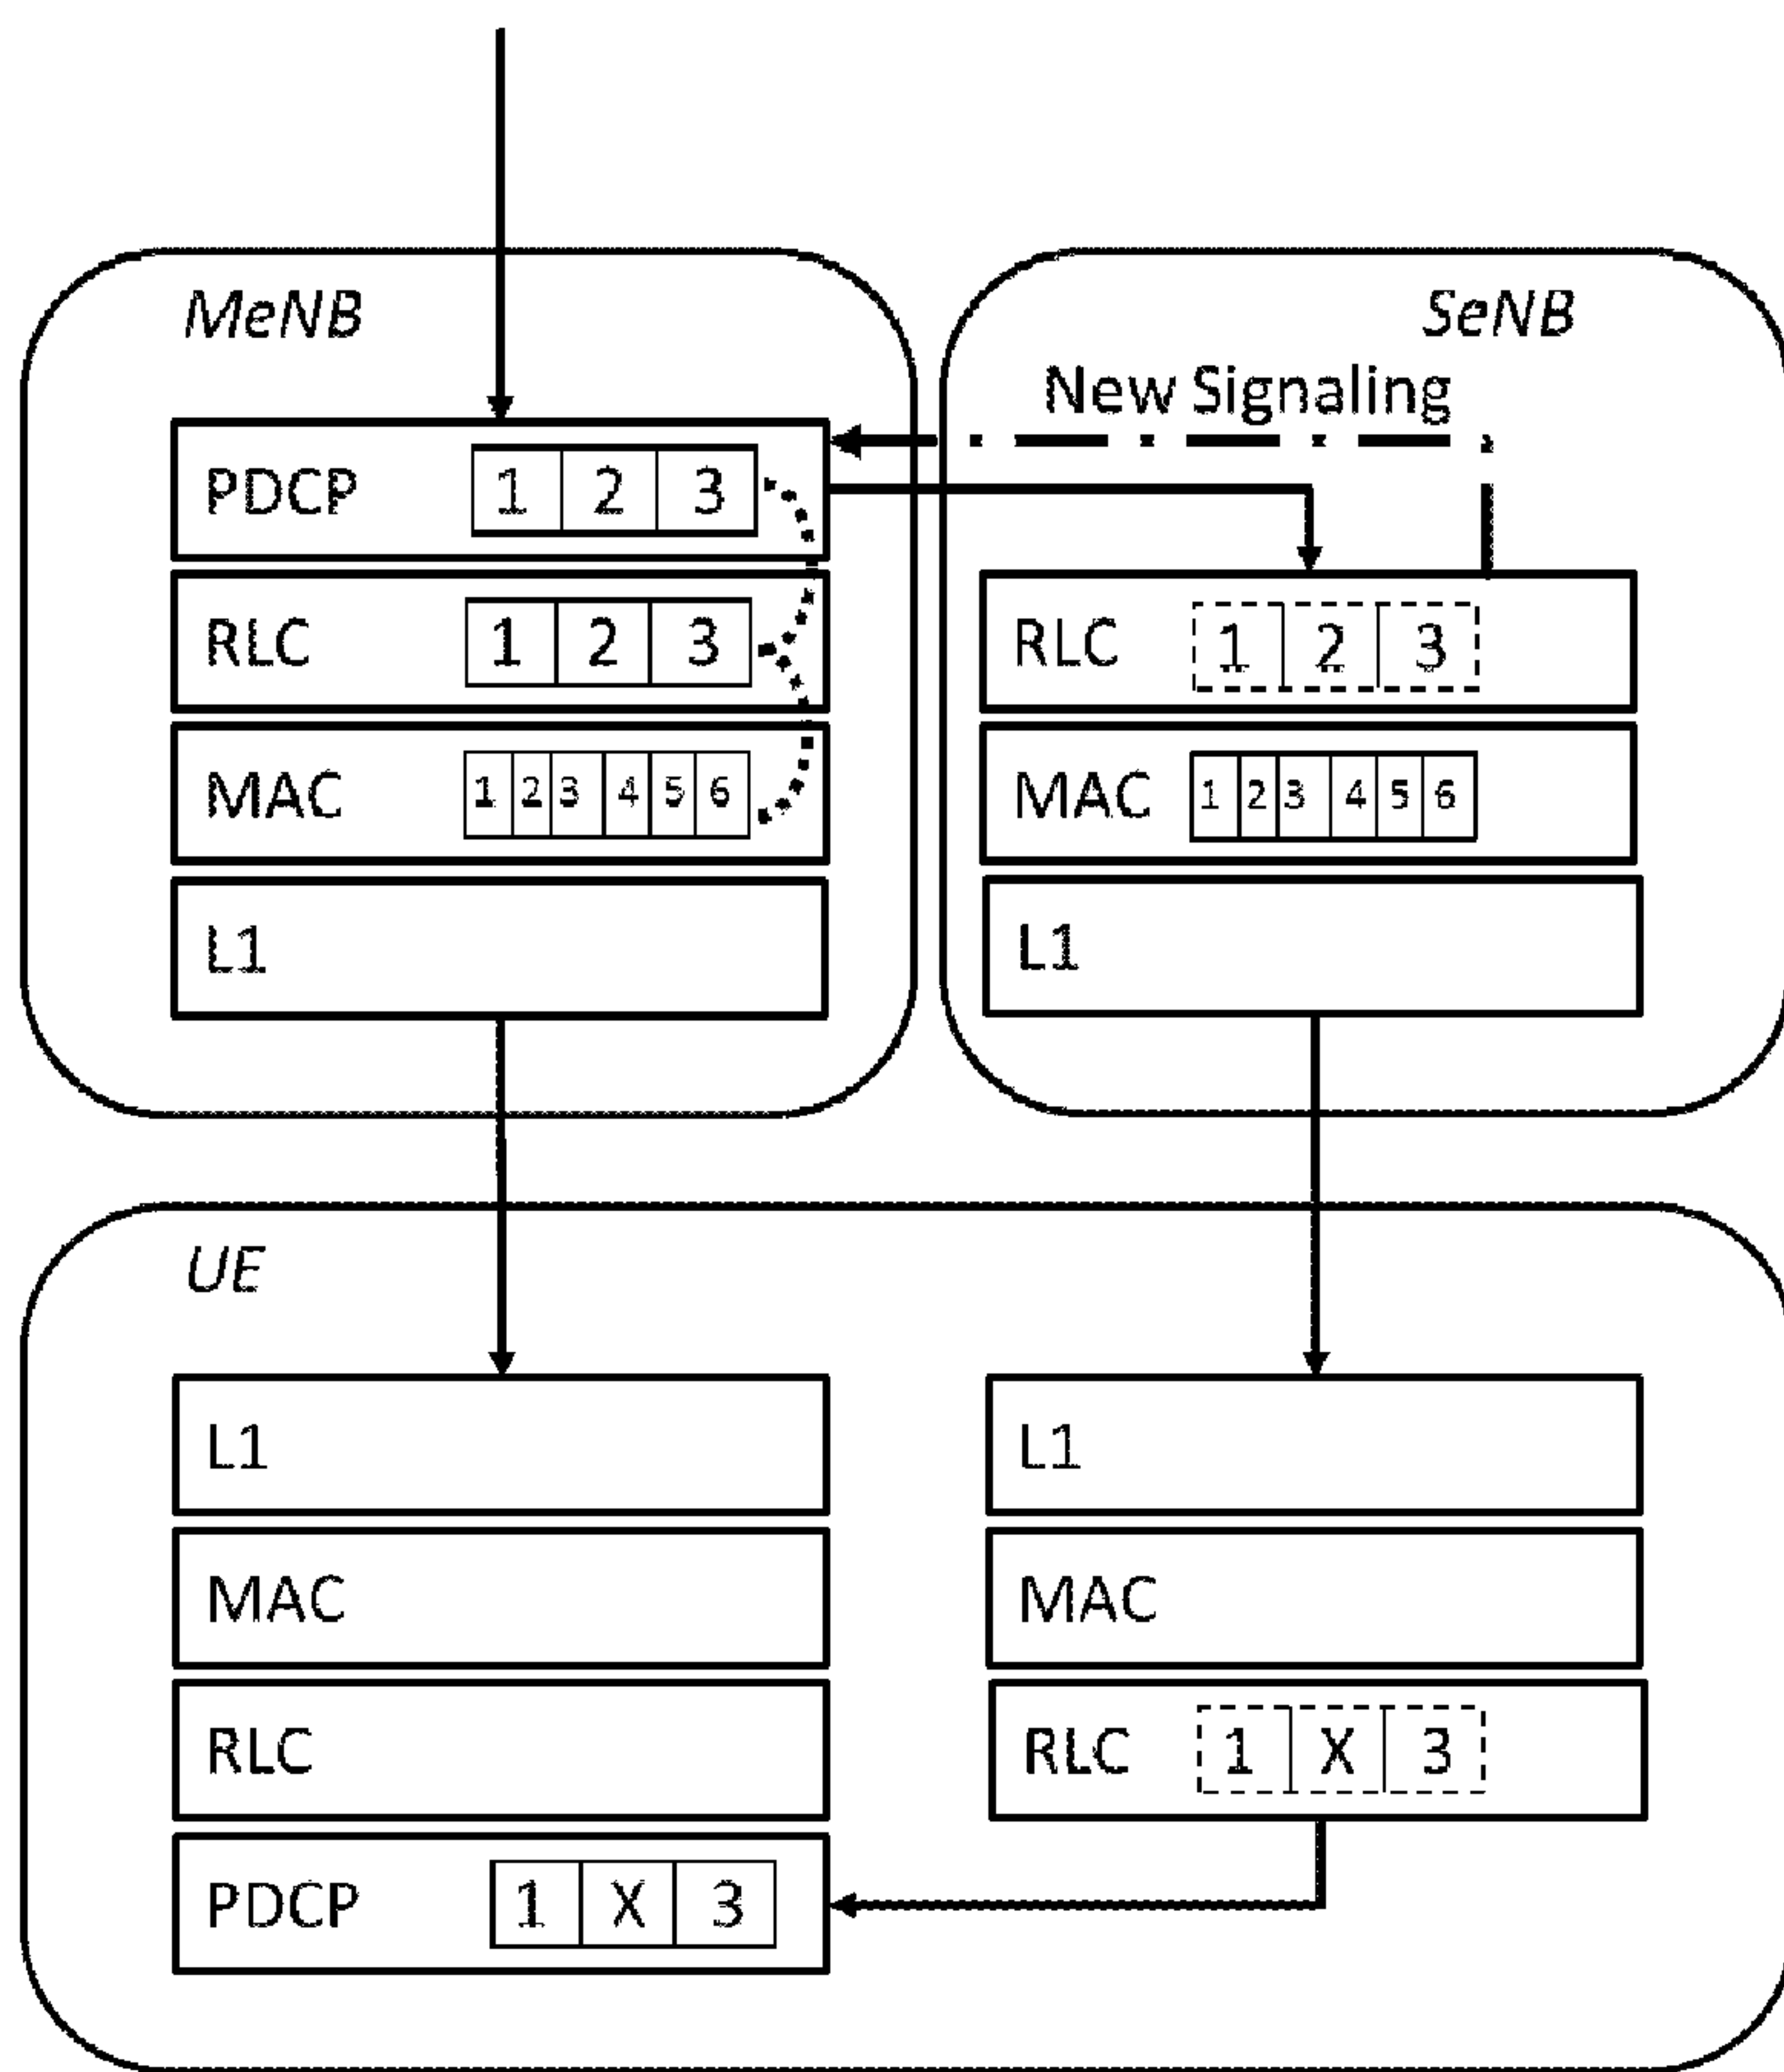 MeNB
SeNB
New Signaling
PDCP 1 2 3
RLC 1 2 3
RLC 1 2 3
MAC 1 2 3 4 5 6
MAC 1 2 3 4 5 6
L1
L1
UE
L1
L1
MAC
MAC
RLC
RLC 1 X 3
PDCP 1 X 3